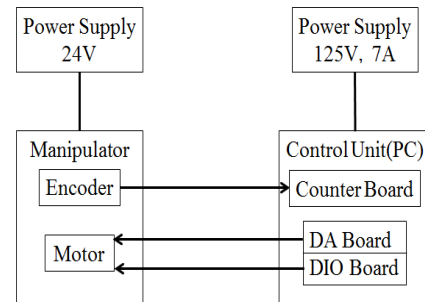 Power Supply
24V
Power Supply
125V, 7A
Manipulator
Encoder
Motor
Control Unit(PC)
Counter Board
DA Board
DIO Board